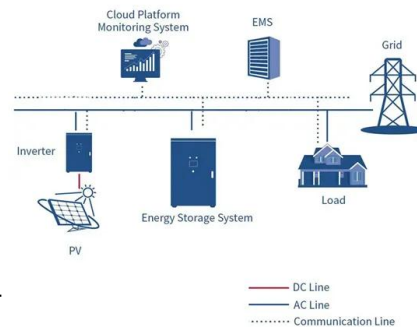 Cloud Platform
Monitoring System
EMS
Grid
Inverter
Load
Energy Storage System
PV
DC Line
AC Line
Communication Line